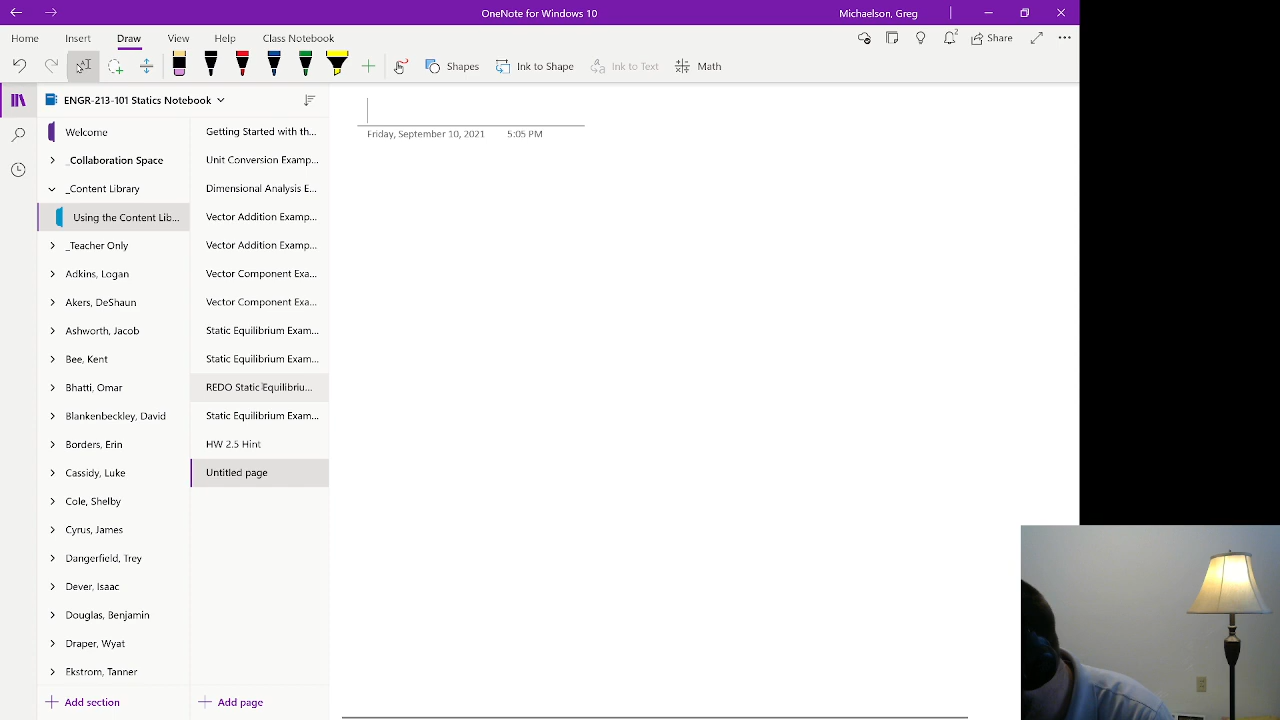 OneNote for Windows 10
Michaelson, Greg
Home Insert Draw View Help Class Notebook
2 Share
Shapes Ink to Shape Ink to Text Math
ENGR-213-101 Statics Notebook
Welcome
_Collaboration Space
_Content Library
Using the Content Lib...
_Teacher Only
Adkins, Logan
Akers, DeShaun
Ashworth, Jacob
Bee, Kent
Bhatti, Omar
Blankenbeckley, David
Borders, Erin
Cassidy, Luke
Cole, Shelby
Cyrus, James
Dangerfield, Trey
Dever, Isaac
Douglas, Benjamin
Draper, Wyat
Ekstrom, Tanner
Add section
Getting Started with th...
Unit Conversion Examp...
Dimensional Analysis E...
Vector Addition Examp...
Vector Addition Examp...
Vector Component Exa...
Vector Component Exa...
Static Equilibrium Exam...
Static Equilibrium Exam...
REDO Static Equilibriu...
Static Equilibrium Exam...
HW 2.5 Hint
Untitled page
Add page
Friday, September 10, 2021 5:05 PM